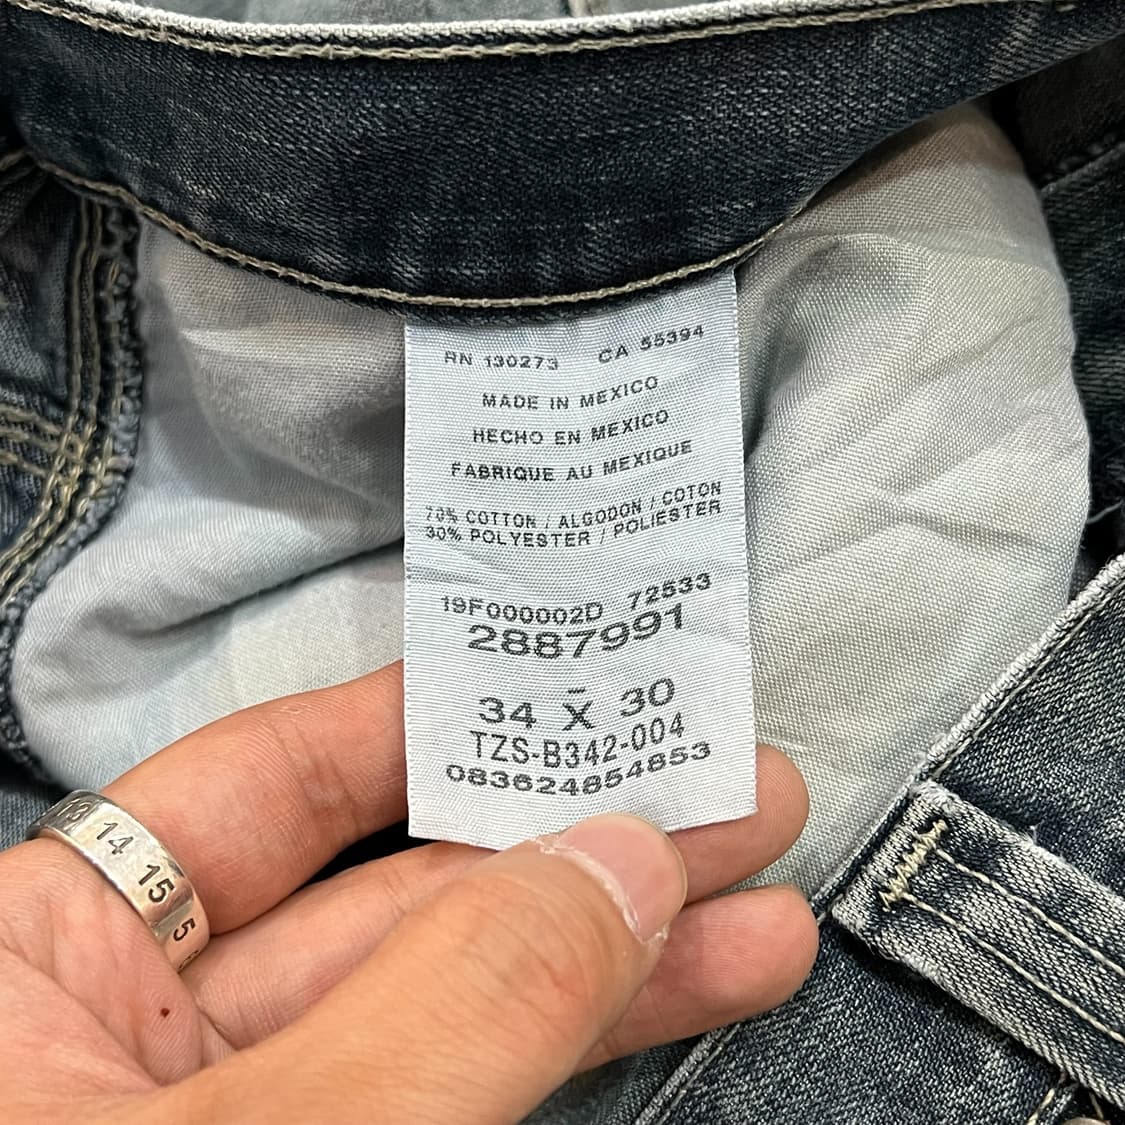 RN 130273 CA 55394
MADE IN MEXICO
HECHO EN MEXICO
FABRIQUE AU MEXIQUE
70% COTTON / ALGODON / COTON
30% POLYESTER / POLIESTER
19F000002D 72533
2887991
34 X 30
TZS-B342-004
083624854853
13 14 15 5